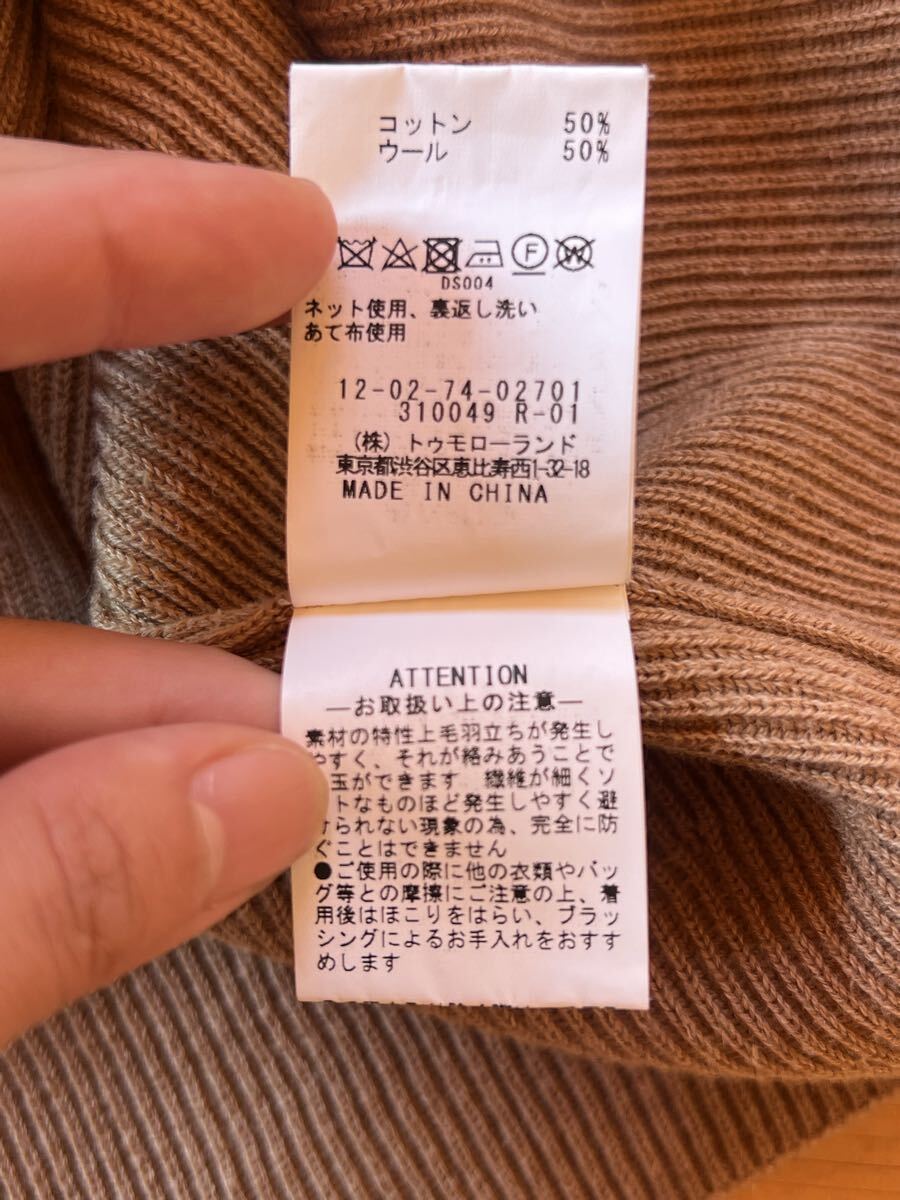 コットン 50%
ウール 50%
F W
DS004
ネット使用、裏返し洗い
あて布使用
12-02-74-02701
310049 R-01
(株) トゥモローランド
東京都渋谷区恵比寿西1-32-18
MADE IN CHINA
ATTENTION
—お取扱い上の注意—
素材の特性上毛羽立ちが発生し
やすく、それが絡みあうことで
玉ができます 繊維が細くソ
トなものほど発生しやすく避
けられない現象の為、完全に防
ぐことはできません
●ご使用の際に他の衣類やバッ
グ等との摩擦にご注意の上、着
用後はほこりをはらい、ブラッ
シングによるお手入れをおすす
めします